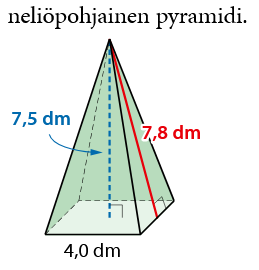 neliöpohjainen pyramidi.
7,5 dm
7,8 dm
4,0 dm